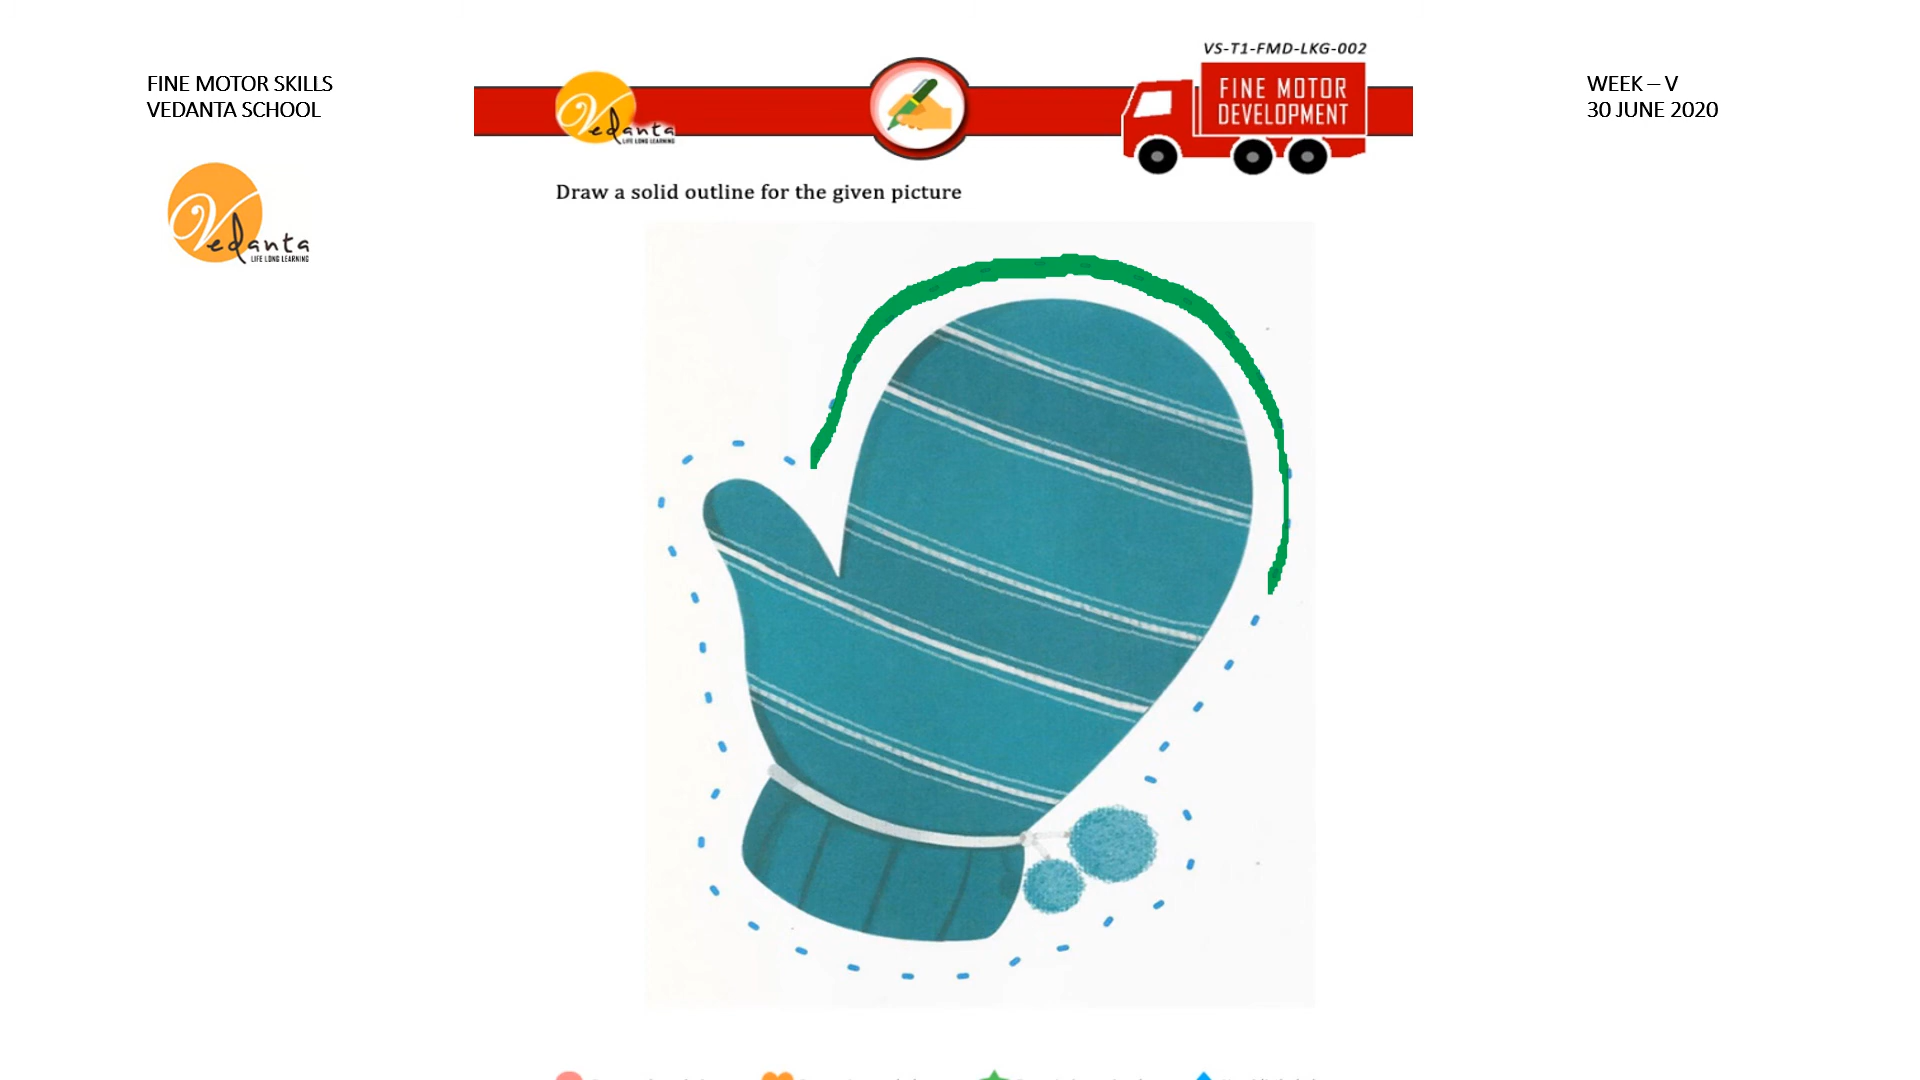 VS-T1-FMD-LKG-002
FINE MOTOR SKILLS
VEDANTA SCHOOL
WEEK – V
30 JUNE 2020
Vedanta
LIFE LONG LEARNING
FINE MOTOR
DEVELOPMENT
Vedanta
LIFE LONG LEARNING
Draw a solid outline for the given picture